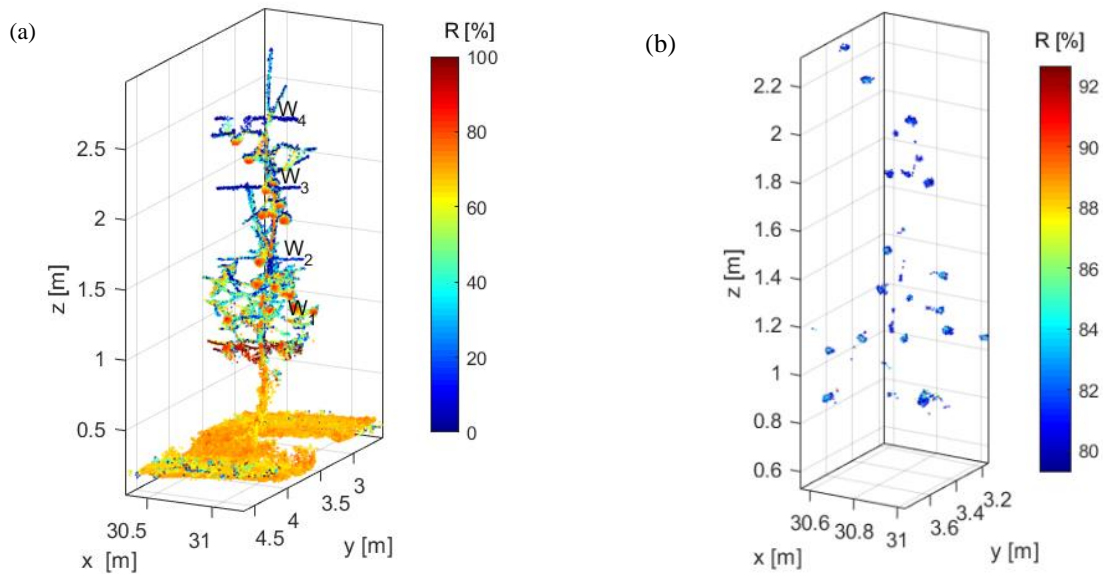 (a)
R [%]
100
80
60
40
20
0
W4
W3
W2
W1
z [m]
2.5
2
1.5
1
0.5
30.5
31
x [m]
4.5
4
3.5
3
y [m]
(b)
R [%]
92
90
88
86
84
82
80
z [m]
2.2
2
1.8
1.6
1.4
1.2
1
0.8
0.6
30.6
30.8
31
x [m]
3.6
3.4
3.2
y [m]